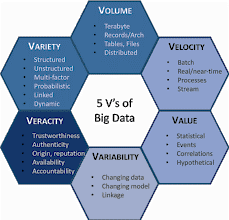 VOLUME
• Terabyte
• Records/Arch
• Tables, Files
• Distributed
VARIETY
• Structured
• Unstructured
• Multi-factor
• Probabilistic
• Linked
• Dynamic
VELOCITY
• Batch
• Real/near-time
• Processes
• Stream
5 V's of
Big Data
VERACITY
• Trustworthiness
• Authenticity
• Origin, reputation
• Availability
• Accountability
VALUE
• Statistical
• Events
• Correlations
• Hypothetical
VARIABILITY
• Changing data
• Changing model
• Linkage